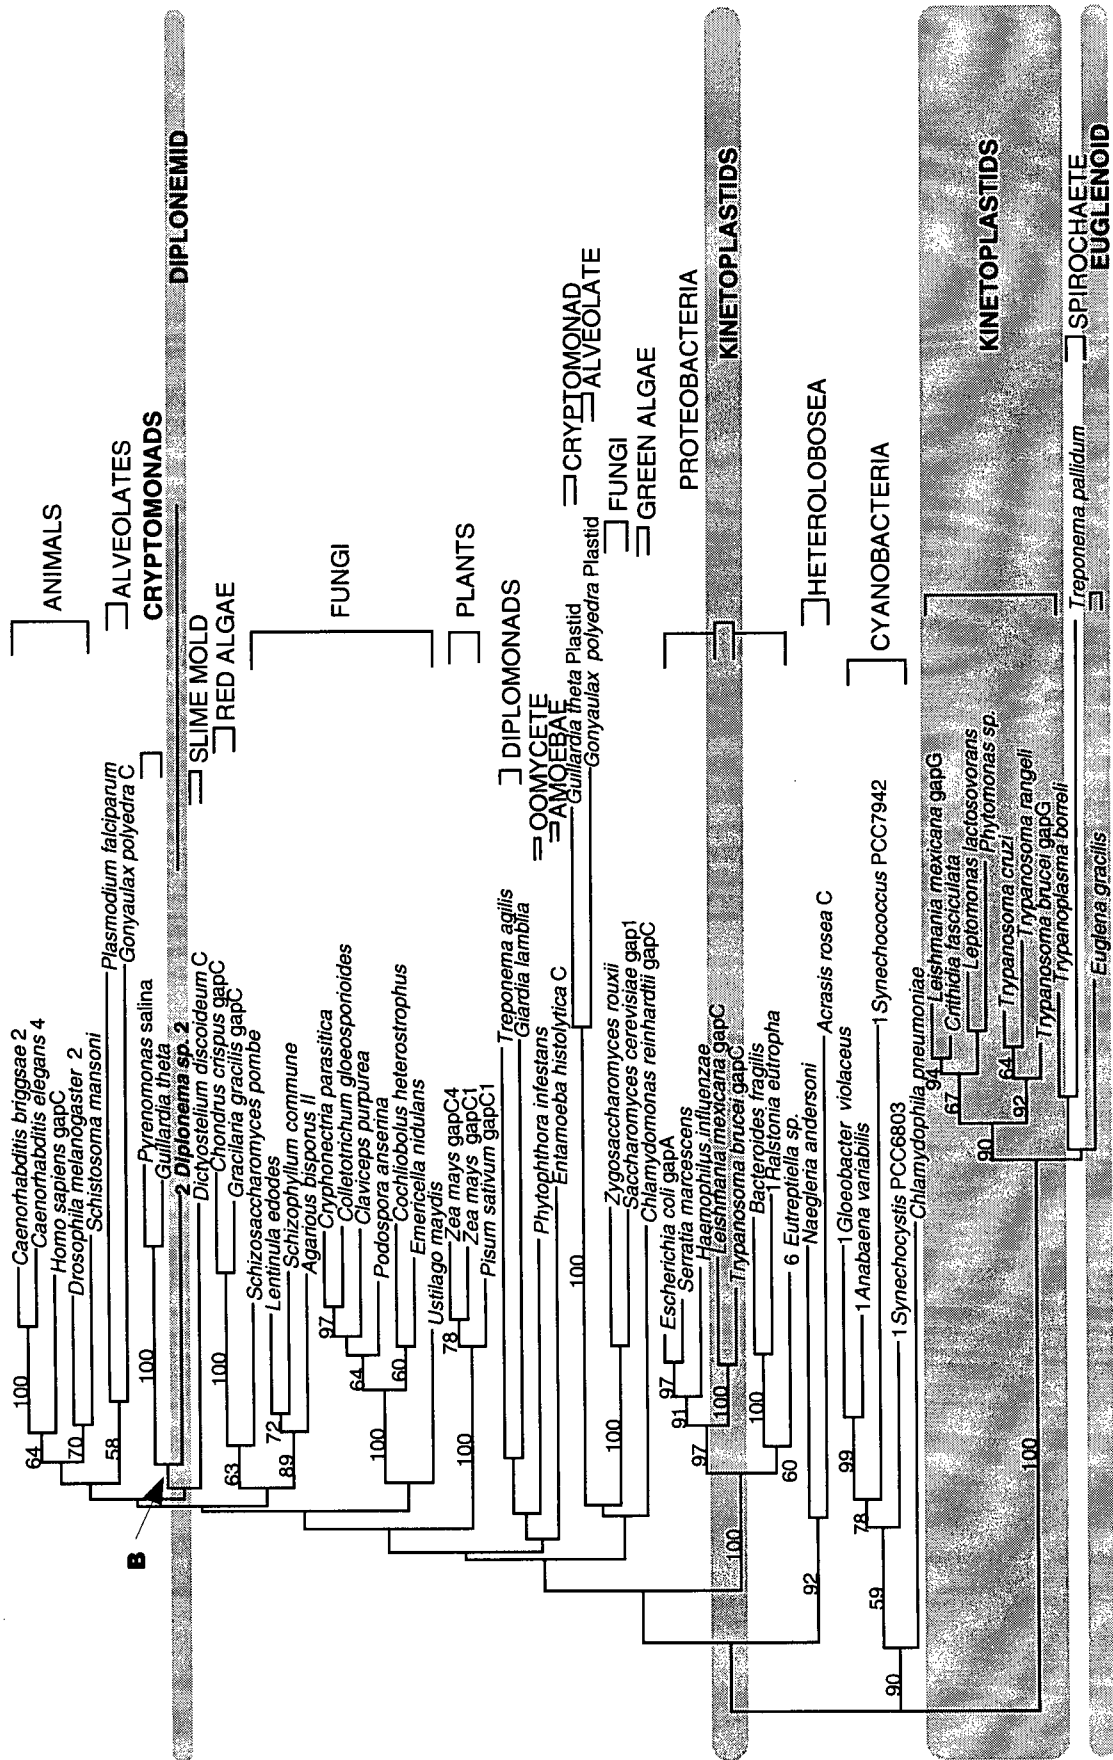 Caenorhabditis briggsae 2
100
Caenorhabditis elegans 4
64
Homo sapiens gapC
Drosophila melanogaster 2
70
Schistosoma mansoni
ANIMALS
Plasmodium falciparum
58
Gonyaulax polyedra C
ALVEOLATES
Pyrenomonas salina
100
Guillardia theta
CRYPTOMONADS
B
2 Diplonema sp. 2
DIPLONEMID
Dictyostelium discoideum C
SLIME MOLD
Chondrus crispus gapC
100
Gracilaria gracilis gapC
RED ALGAE
63
Schizosaccharomyces pombe
Lentinula edodes
72
Schizophyllum commune
89
Agarious bisporus II
Cryphonectria parasitica
97
Colletotrichum gloeosporioides
Claviceps purpurea
64
Podospora anserina
100
Cochliobolus heterostrophus
60
Emericella nidulans
Ustilago maydis
FUNGI
Zea mays gapC4
78
Zea mays gapC1
100
Pisum sativum gapC1
PLANTS
Treponema agilis
Giardia lamblia
DIPLOMONADS
Phytophthora infestans
OOMYCETE
Entamoeba histolytica C
AMOEBAE
Guillardia theta Plastid
CRYPTOMONAD
100
Gonyaulax polyedra Plastid
ALVEOLATE
Zygosaccharomyces rouxii
100
Saccharomyces cerevisiae gap1
FUNGI
Chlamydomonas reinhardtii gapC
GREEN ALGAE
Escherichia coli gapA
97
Serratia marcescens
91
Haemophilus influenzae
97
Leishmania mexicana gapC
100
Trypanosoma brucei gapC
KINETOPLASTIDS
100
Bacteroides fragilis
100
1 Ralstonia eutropha
60
6 Eutreptiella sp.
PROTEOBACTERIA
Naegleria andersoni
92
Acrasis rosea C
HETEROLOBOSEA
1 Gloeobacter violaceus
99
1 Anabaena variabilis
78
1 Synechococcus PCC7942
59
1 Synechocystis PCC6803
CYANOBACTERIA
90
Chlamydophila pneumoniae
Leishmania mexicana gapG
94
Crithidia fasciculata
67
Leptomonas lactosovorans
Phytomonas sp.
90
Trypanosoma cruzi
64
Trypanosoma rangeli
92
Trypanosoma brucei gapG
100
Trypanoplasma borreli
KINETOPLASTIDS
Treponema pallidum
SPIROCHAETE
Euglena gracilis
EUGLENOID